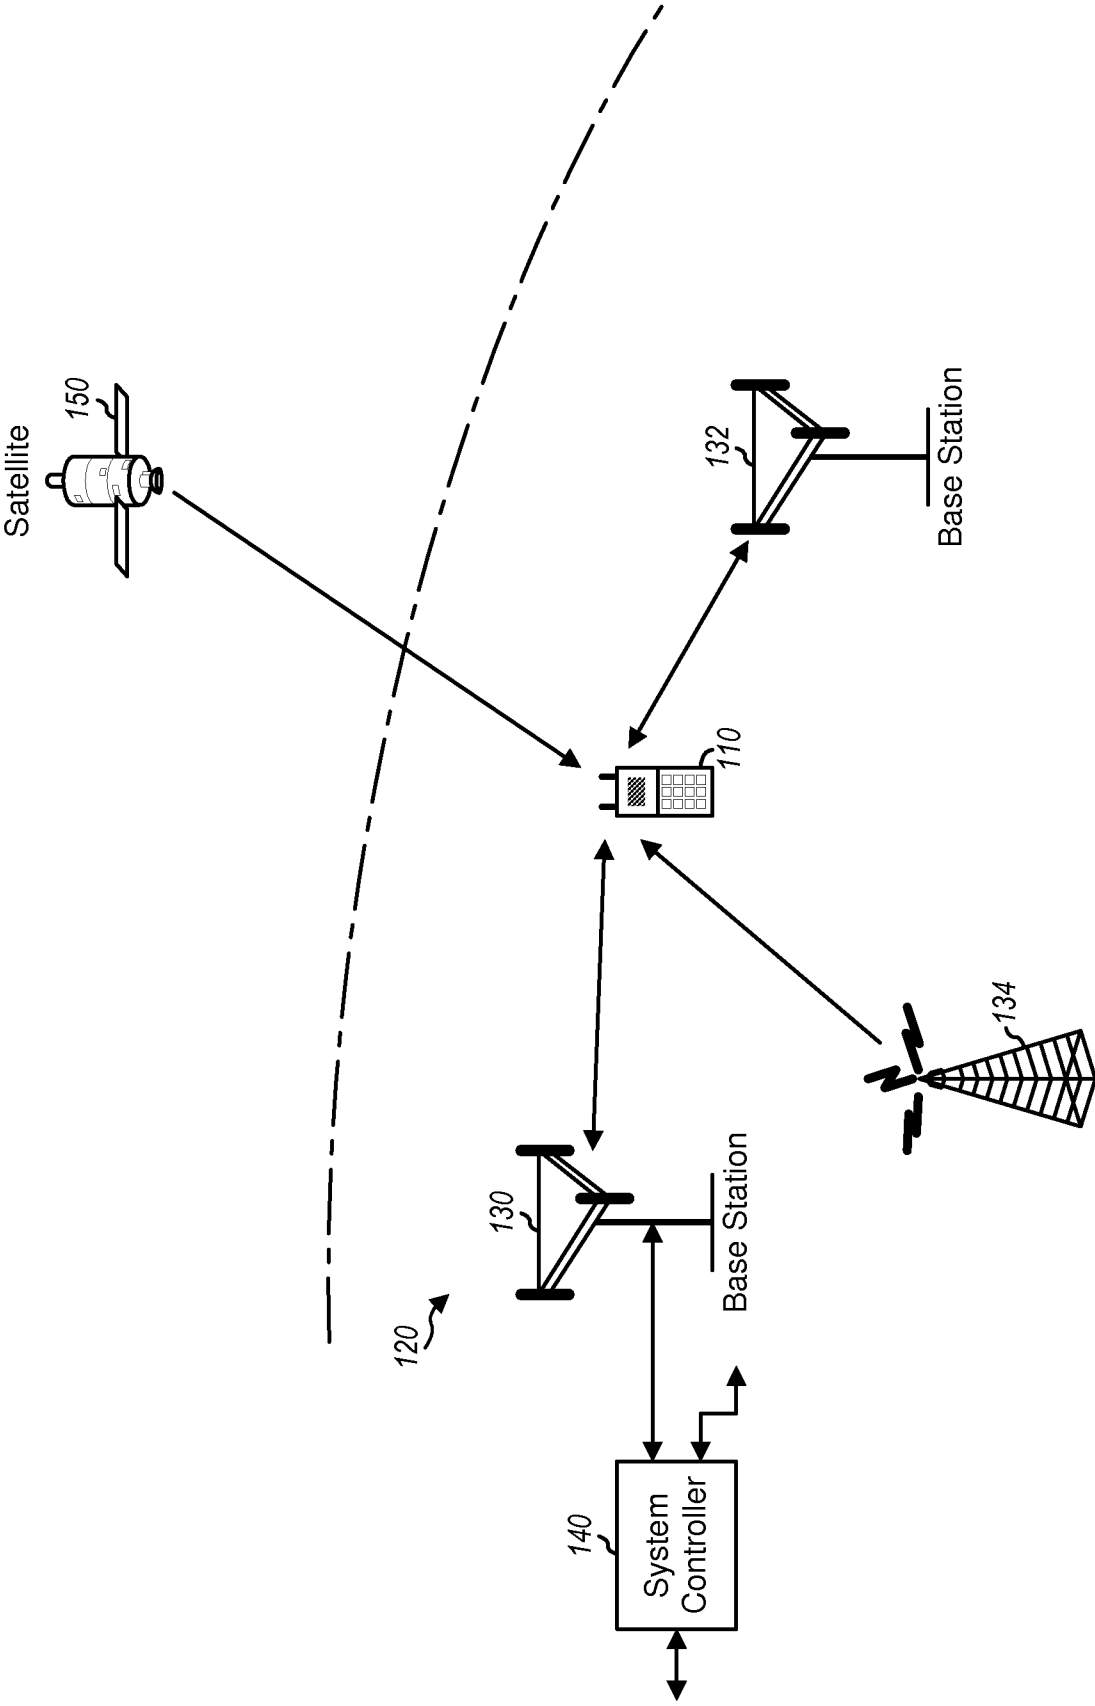 Satellite
150
120
130
132
110
140
System
Controller
Base Station
Base Station
134